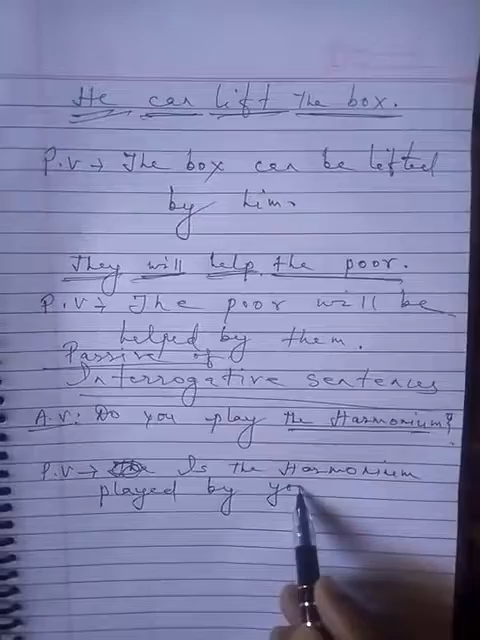 He can lift the box.
P.V → The box can be lifted
by him.
They will help the poor.
P.V → The poor will be
helped by them.
Passive of
Interrogative sentences
A.V: Do you play the Harmonium?
P.V → Is the Harmonium
played by yo